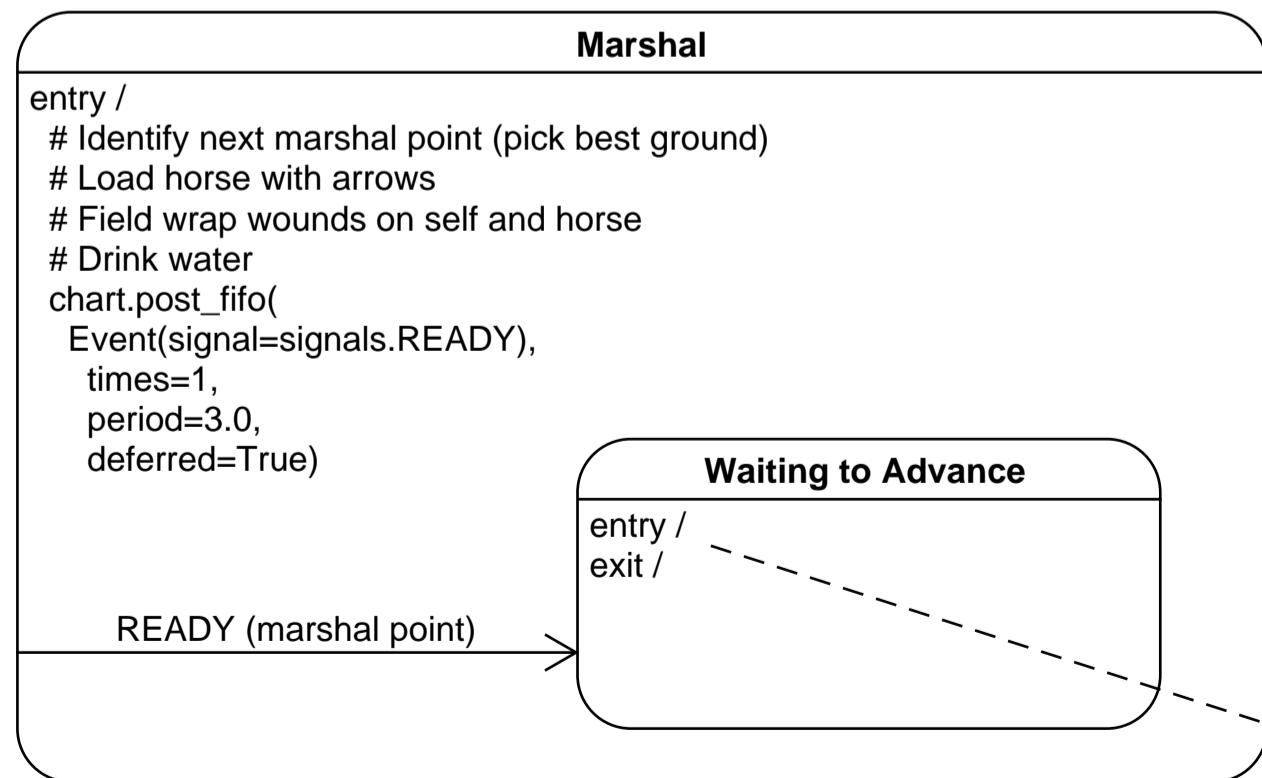 Marshal
entry /
# Identify next marshal point (pick best ground)
# Load horse with arrows
# Field wrap wounds on self and horse
# Drink water
chart.post_fifo(
Event(signal=signals.READY),
times=1,
period=3.0,
deferred=True)
Waiting to Advance
entry /
exit /
READY (marshal point)